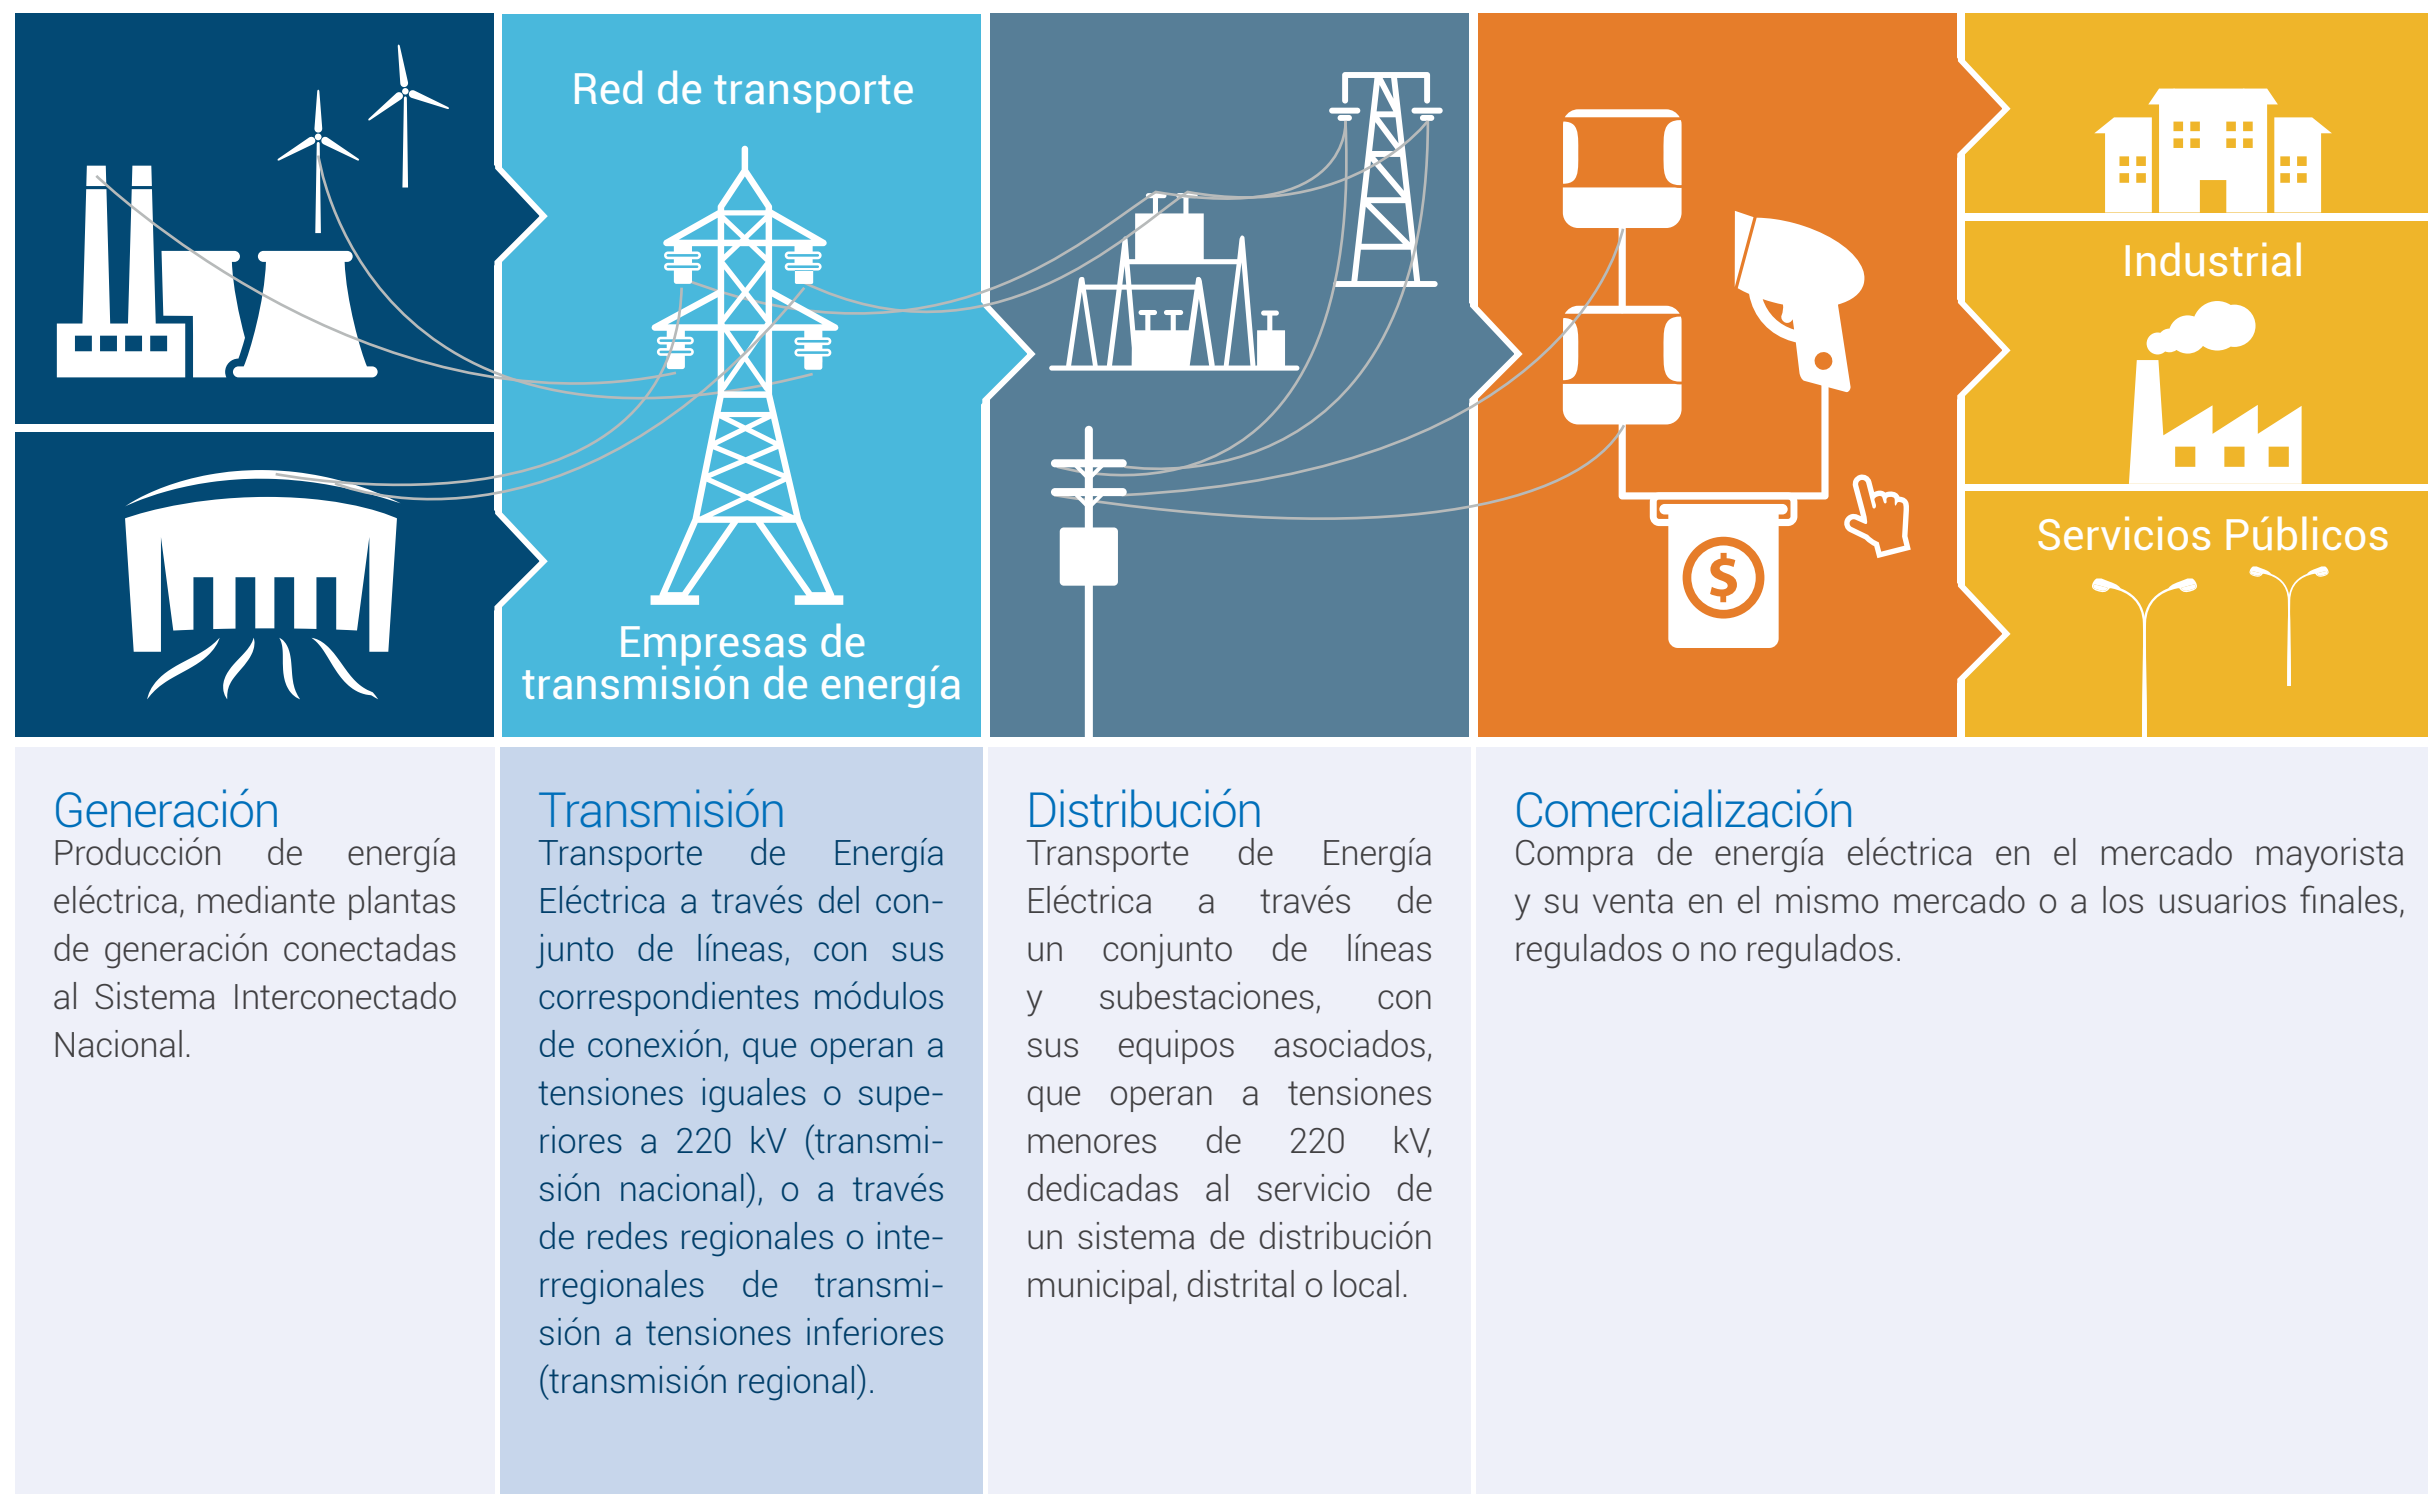 Red de transporte
Empresas de
transmisión de energía
Industrial
Servicios Públicos
$
Generación
Producción de energía
eléctrica, mediante plantas
de generación conectadas
al Sistema Interconectado
Nacional.
Transmisión
Transporte de Energía
Eléctrica a través del con-
junto de líneas, con sus
correspondientes módulos
de conexión, que operan a
tensiones iguales o supe-
riores a 220 kV (transmi-
sión nacional), o a través
de redes regionales o inte-
rregionales de transmi-
sión a tensiones inferiores
(transmisión regional).
Distribución
Transporte de Energía
Eléctrica a través de
un conjunto de líneas
y subestaciones, con
sus equipos asociados,
que operan a tensiones
menores de 220 kV,
dedicadas al servicio de
un sistema de distribución
municipal, distrital o local.
Comercialización
Compra de energía eléctrica en el mercado mayorista
y su venta en el mismo mercado o a los usuarios finales,
regulados o no regulados.